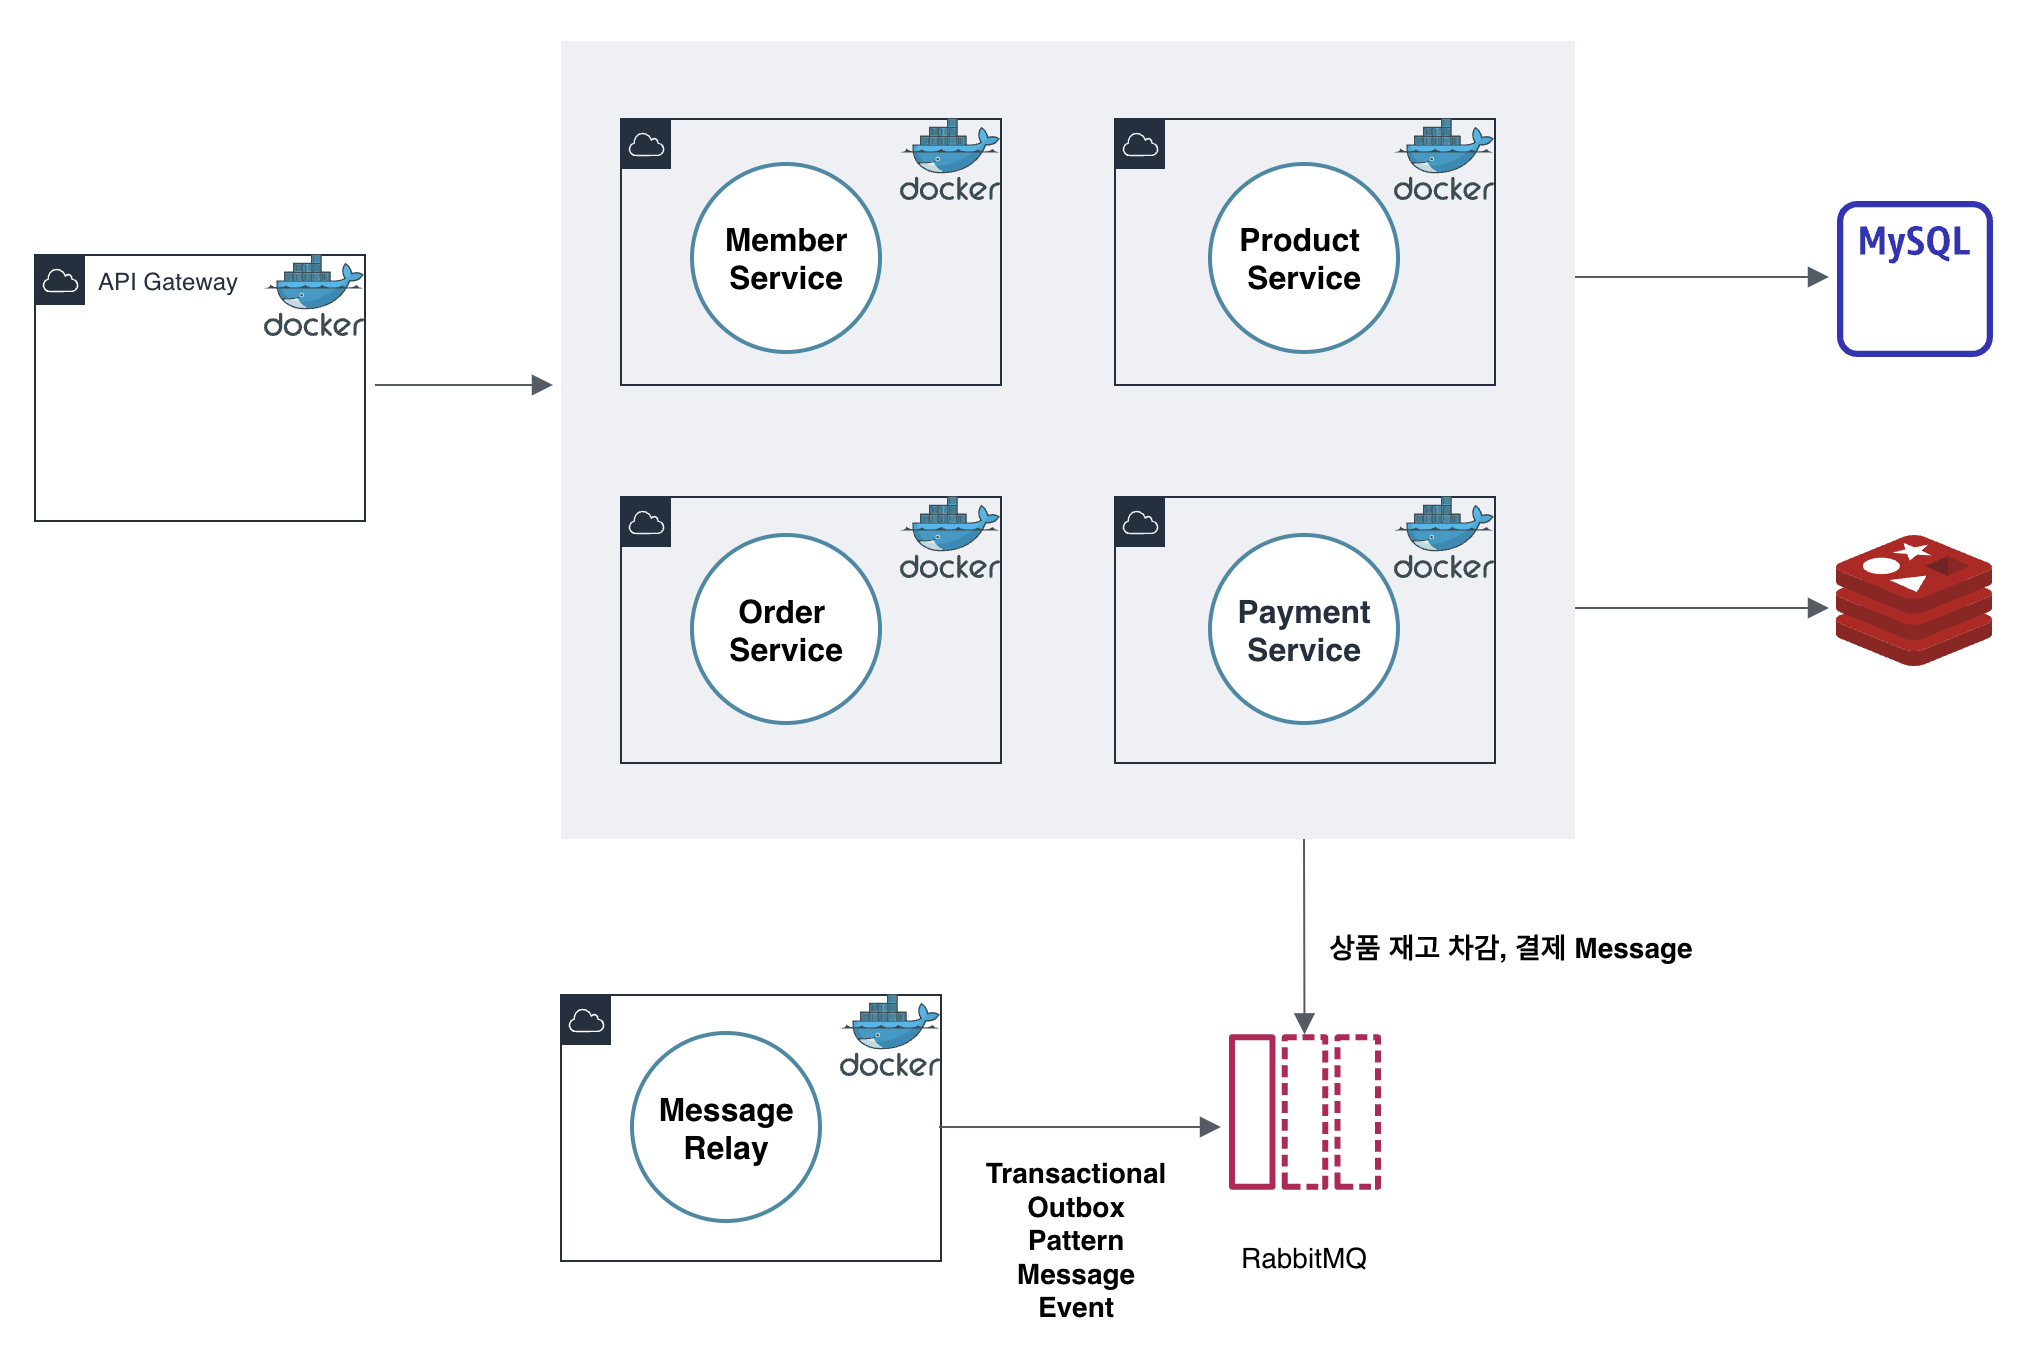 API Gateway
docker
Member
Service
docker
Product
Service
docker
MySQL
Order
Service
docker
Payment
Service
docker
상품 재고 차감, 결제 Message
Message
Relay
docker
Transactional
Outbox
Pattern
Message
Event
RabbitMQ